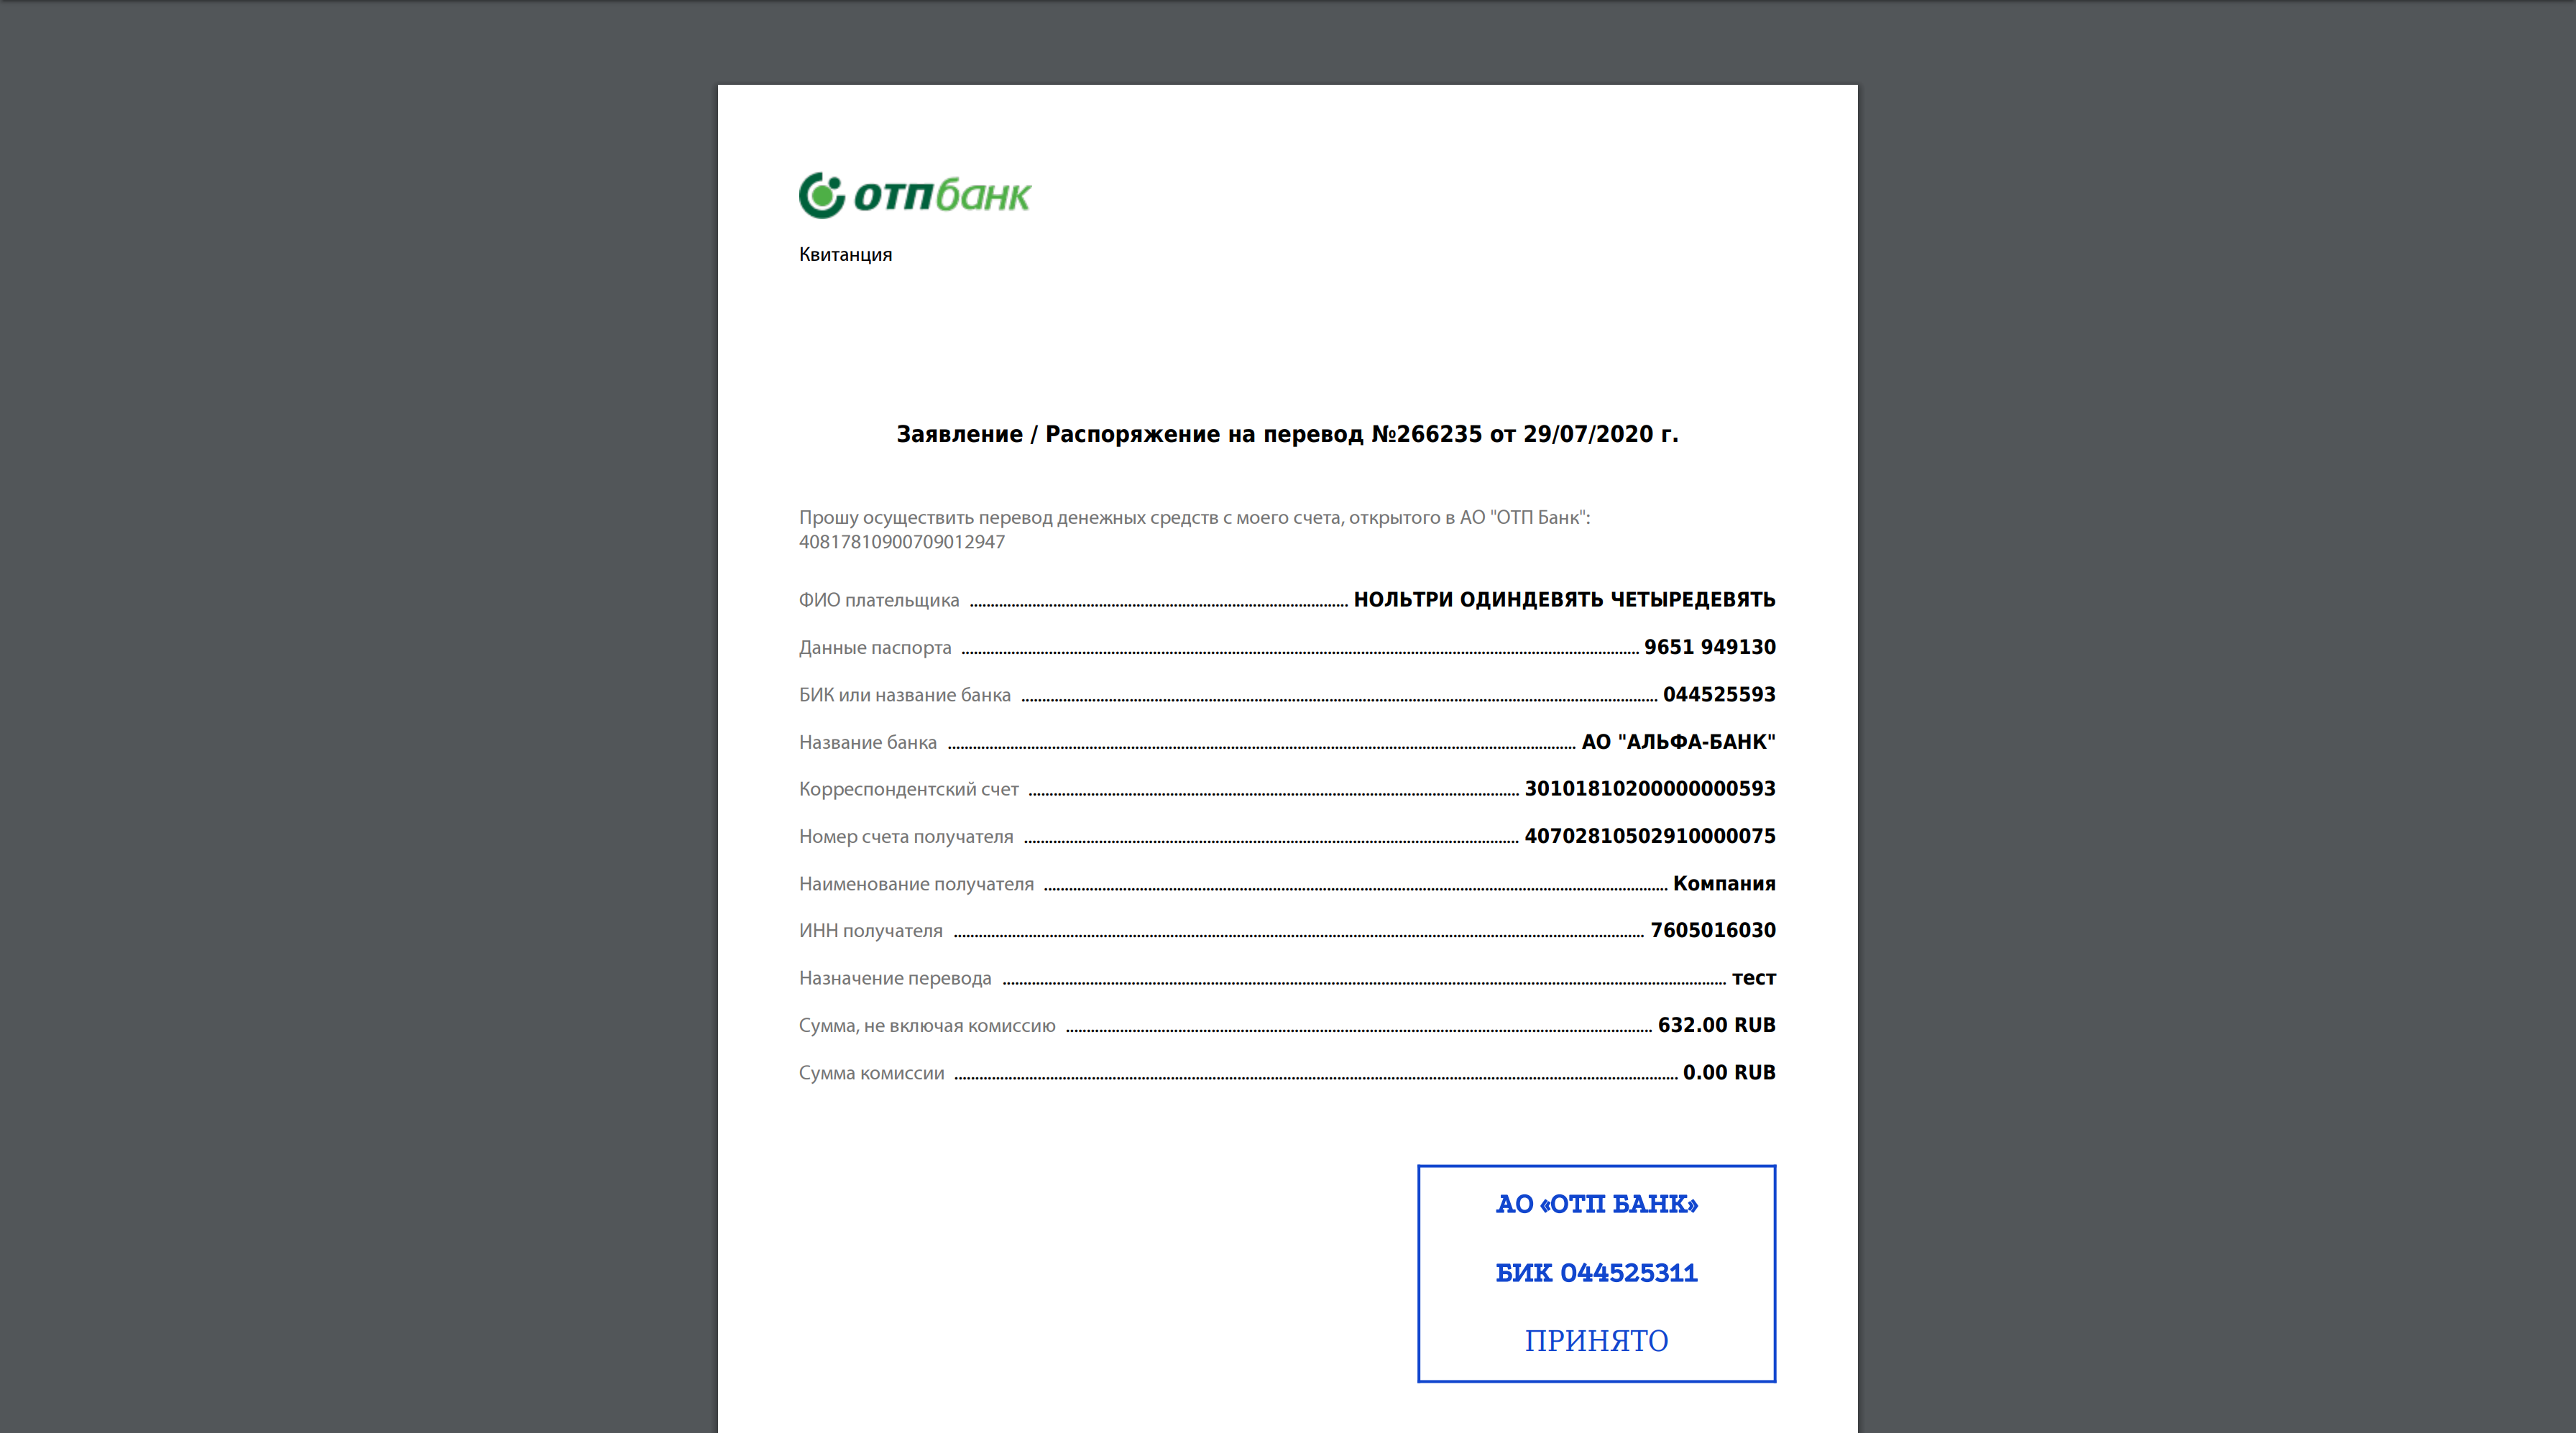 отпбанк
Квитанция
Заявление / Распоряжение на перевод №266235 от 29/07/2020 г.
Прошу осуществить перевод денежных средств с моего счета, открытого в АО "ОТП Банк":
40817810900709012947
ФИО плательщика НОЛЬТРИ ОДИНДЕВЯТЬ ЧЕТЫРЕДЕВЯТЬ
Данные паспорта 9651 949130
БИК или название банка 044525593
Название банка АО "АЛЬФА-БАНК"
Корреспондентский счет 30101810200000000593
Номер счета получателя 40702810502910000075
Наименование получателя Компания
ИНН получателя 7605016030
Назначение перевода тест
Сумма, не включая комиссию 632.00 RUB
Сумма комиссии 0.00 RUB
АО «ОТП БАНК»
БИК 044525311
ПРИНЯТО